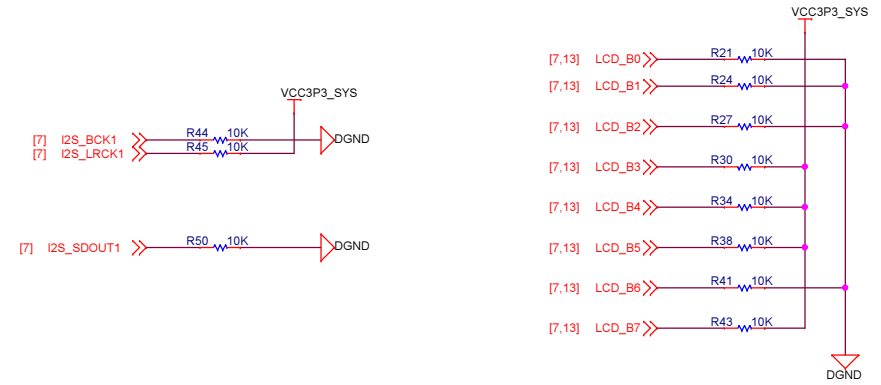 VCC3P3_SYS
[7,13] LCD_B0 R21 10K
[7,13] LCD_B1 R24 10K
VCC3P3_SYS
[7,13] LCD_B2 R27 10K
[7] I2S_BCK1 R44 10K DGND
[7] I2S_LRCK1 R45 10K
[7,13] LCD_B3 R30 10K
[7,13] LCD_B4 R34 10K
[7] I2S_SDOUT1 R50 10K DGND
[7,13] LCD_B5 R38 10K
[7,13] LCD_B6 R41 10K
[7,13] LCD_B7 R43 10K
DGND